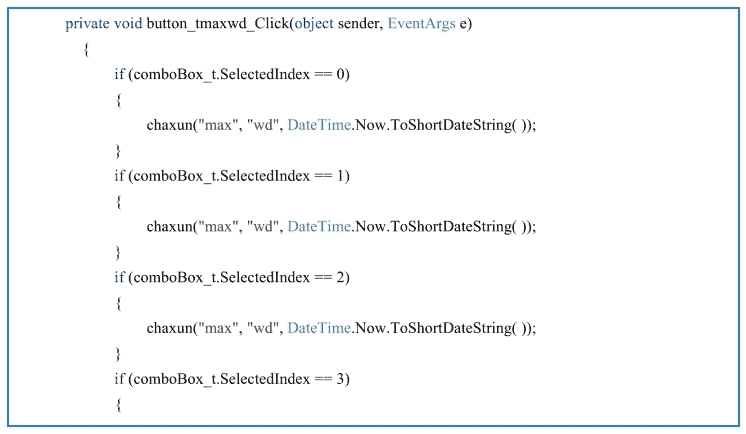 private void button_tmaxwd_Click(object sender, EventArgs e)
{
if (comboBox_t.SelectedIndex == 0)
{
chaxun("max", "wd", DateTime.Now.ToShortDateString( ));
}
if (comboBox_t.SelectedIndex == 1)
{
chaxun("max", "wd", DateTime.Now.ToShortDateString( ));
}
if (comboBox_t.SelectedIndex == 2)
{
chaxun("max", "wd", DateTime.Now.ToShortDateString( ));
}
if (comboBox_t.SelectedIndex == 3)
{